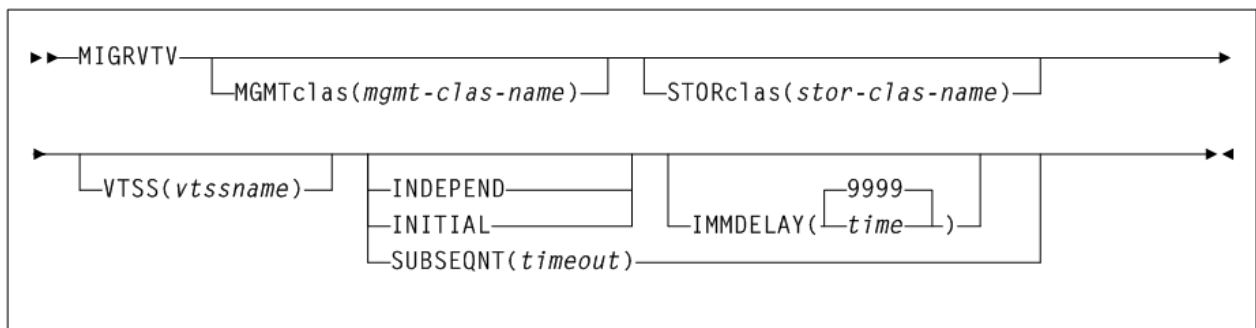 MIGRVTV
MGMTclas(mgmt-clas-name)
STORclas(stor-clas-name)
VTSS(vtssname)
INDEPEND
INITIAL
SUBSEQNT(timeout)
IMMDELAY(
9999
time
)